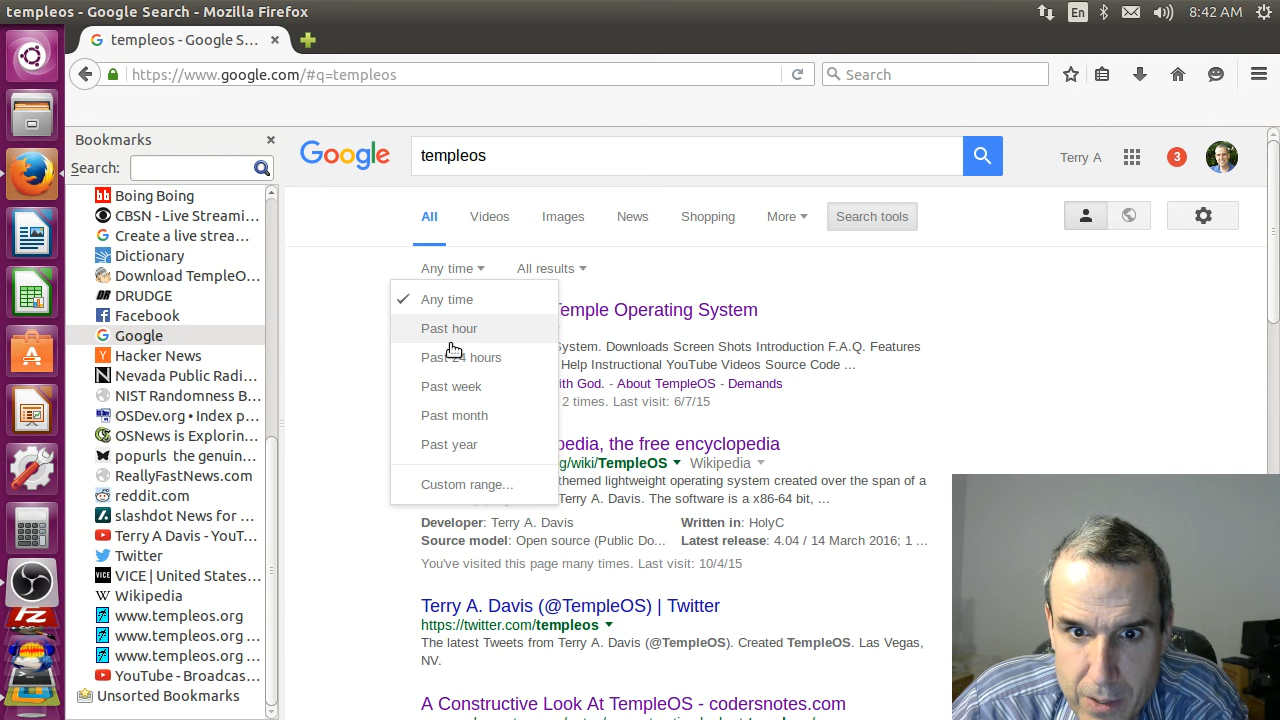 templeos - Google Search - Mozilla Firefox
En
8:42 AM
templeos - Google S...
https://www.google.com/#q=templeos
Search
Bookmarks
Search:
Boing Boing
CBSN - Live Streami...
Create a live strea...
Dictionary
Download TempleO...
DRUDGE
Facebook
Google
Hacker News
Nevada Public Radi...
NIST Randomness B...
OSDev.org • Index p...
OSNews is Explorin...
popurls the genuin...
ReallyFastNews.com
reddit.com
slashdot News for ...
Terry A Davis - YouT...
Twitter
VICE | United States...
Wikipedia
www.templeos.org
www.templeos.org ...
www.templeos.org ...
YouTube - Broadcas...
Unsorted Bookmarks
Google
templeos
Terry A
3
All
Videos
Images
News
Shopping
More
Search tools
Any time
All results
Any time
Past hour
Past 24 hours
Past week
Past month
Past year
Custom range...
Temple Operating System
System. Downloads Screen Shots Introduction F.A.Q. Features
Help Instructional YouTube Videos Source Code ...
with God. - About TempleOS - Demands
2 times. Last visit: 6/7/15
pedia, the free encyclopedia
g/wiki/TempleOS
Wikipedia
themed lightweight operating system created over the span of a
Terry A. Davis. The software is a x86-64 bit, ...
Developer: Terry A. Davis
Written in: HolyC
Source model: Open source (Public Do...
Latest release: 4.04 / 14 March 2016; 1 ...
You've visited this page many times. Last visit: 10/4/15
Terry A. Davis (@TempleOS) | Twitter
https://twitter.com/templeos
The latest Tweets from Terry A. Davis (@TempleOS). Created TempleOS. Las Vegas,
NV.
A Constructive Look At TempleOS - codersnotes.com